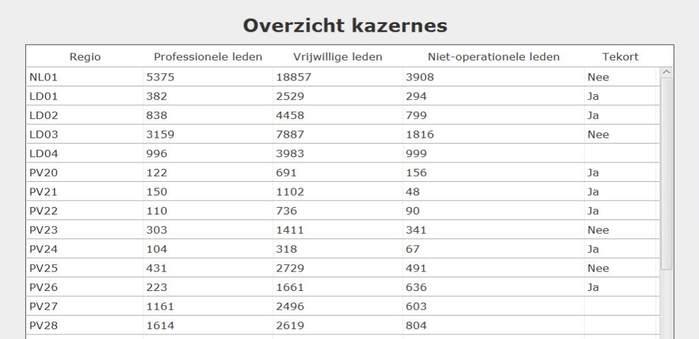 Overzicht kazernes
Regio Professionele leden Vrijwillige leden Niet-operationele leden Tekort
NL01 5375 18857 3908 Nee
LD01 382 2529 294 Ja
LD02 838 4458 799 Ja
LD03 3159 7887 1816 Nee
LD04 996 3983 999
PV20 122 691 156 Ja
PV21 150 1102 48 Ja
PV22 110 736 90 Ja
PV23 303 1411 341 Nee
PV24 104 318 67 Ja
PV25 431 2729 491 Nee
PV26 223 1661 636 Ja
PV27 1161 2496 603
PV28 1614 2619 804